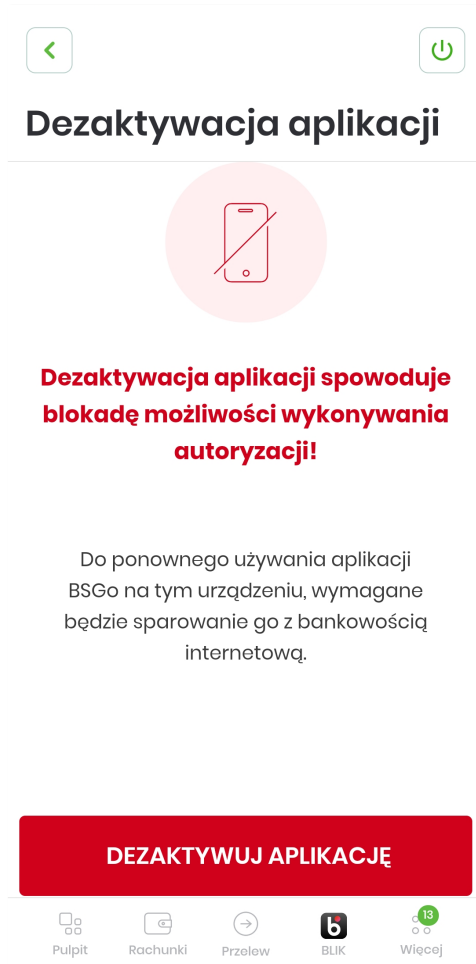 Dezaktywacja aplikacji
Dezaktywacja aplikacji spowoduje
blokadę możliwości wykonywania
autoryzacji!
Do ponownego używania aplikacji
BSGo na tym urządzeniu, wymagane
będzie sparowanie go z bankowością
internetową.
DEZAKTYWUJ APLIKACJĘ
13
Pulpit Rachunki Przelew BLIK Więcej